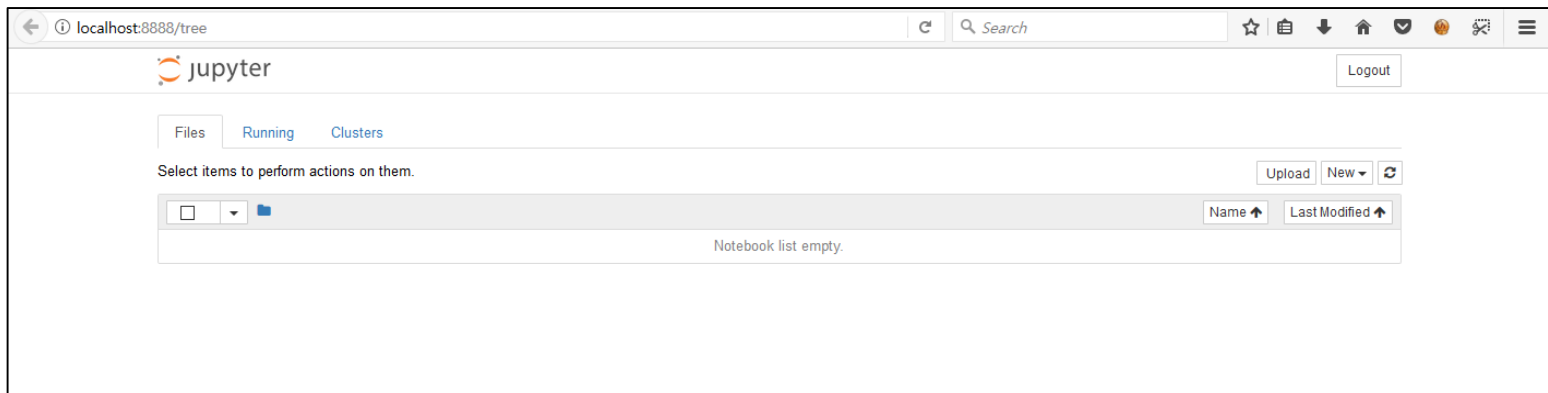 localhost:8888/tree
Search
jupyter
Logout
Files Running Clusters
Select items to perform actions on them.
Upload New
Name Last Modified
Notebook list empty.